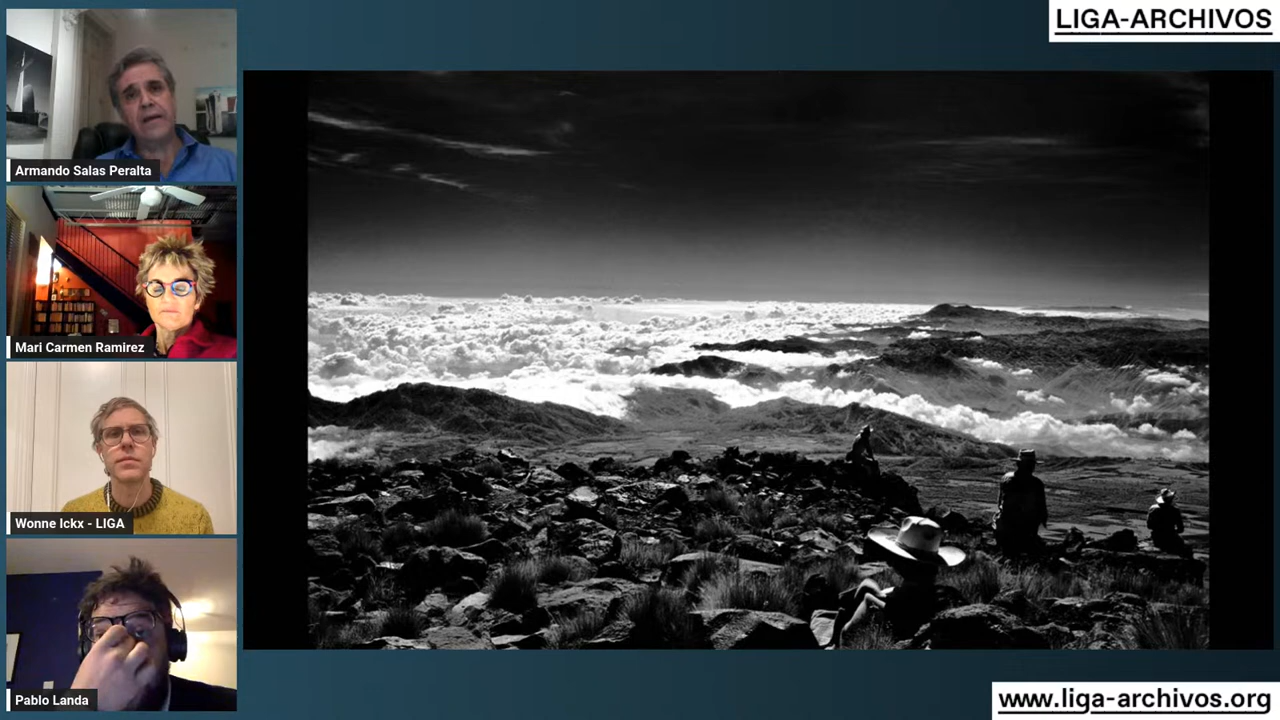 LIGA-ARCHIVOS
Armando Salas Peralta
Mari Carmen Ramirez
Wonne Ickx - LIGA
Pablo Landa
www.liga-archivos.org